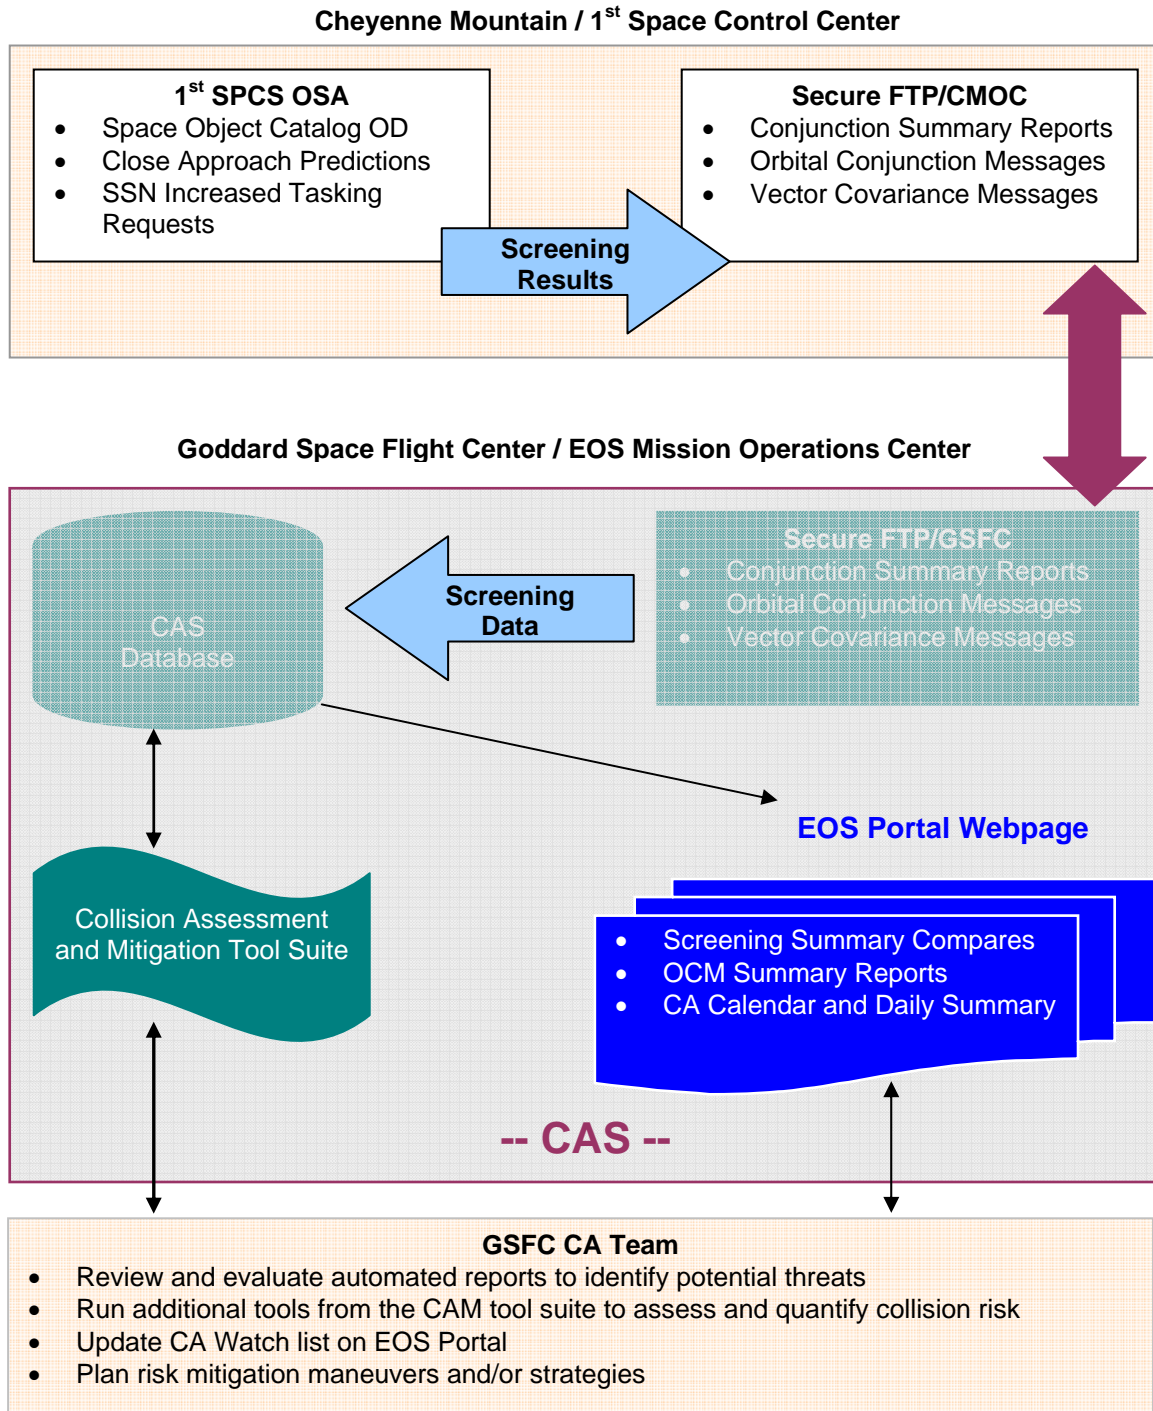 Cheyenne Mountain / 1st Space Control Center
1st SPCS OSA
• Space Object Catalog OD
• Close Approach Predictions
• SSN Increased Tasking
Requests
Secure FTP/CMOC
• Conjunction Summary Reports
• Orbital Conjunction Messages
• Vector Covariance Messages
Screening
Results
Goddard Space Flight Center / EOS Mission Operations Center
CAS
Database
Screening
Data
Secure FTP/GSFC
• Conjunction Summary Reports
• Orbital Conjunction Messages
• Vector Covariance Messages
EOS Portal Webpage
Collision Assessment
and Mitigation Tool Suite
• Screening Summary Compares
• OCM Summary Reports
• CA Calendar and Daily Summary
-- CAS --
GSFC CA Team
• Review and evaluate automated reports to identify potential threats
• Run additional tools from the CAM tool suite to assess and quantify collision risk
• Update CA Watch list on EOS Portal
• Plan risk mitigation maneuvers and/or strategies